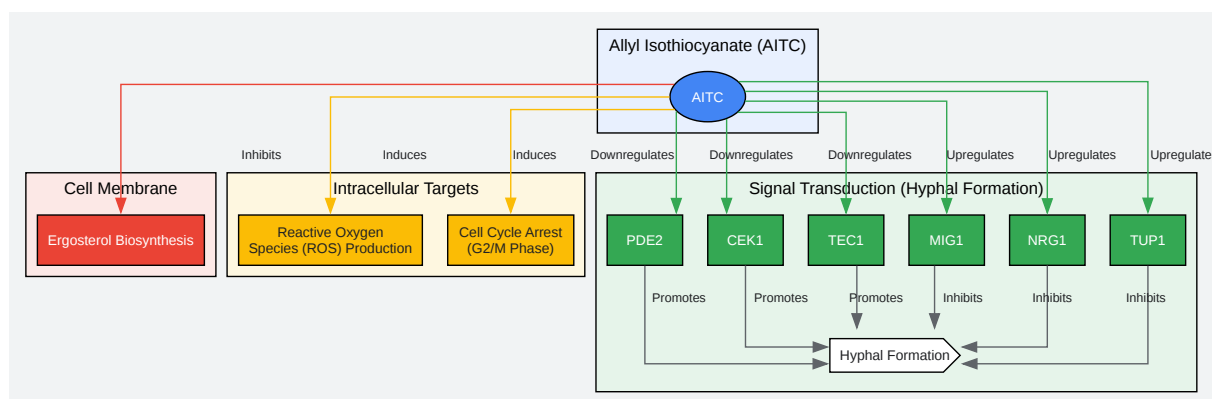 Allyl Isothiocyanate (AITC)
AITC
Inhibits
Induces
Induces
Downregulates
Downregulates
Downregulates
Upregulates
Upregulates
Upregulate
Cell Membrane
Intracellular Targets
Signal Transduction (Hyphal Formation)
Ergosterol Biosynthesis
Reactive Oxygen
Species (ROS) Production
Cell Cycle Arrest
(G2/M Phase)
PDE2
CEK1
TEC1
MIG1
NRG1
TUP1
Promotes
Promotes
Promotes
Inhibits
Inhibits
Inhibits
Hyphal Formation